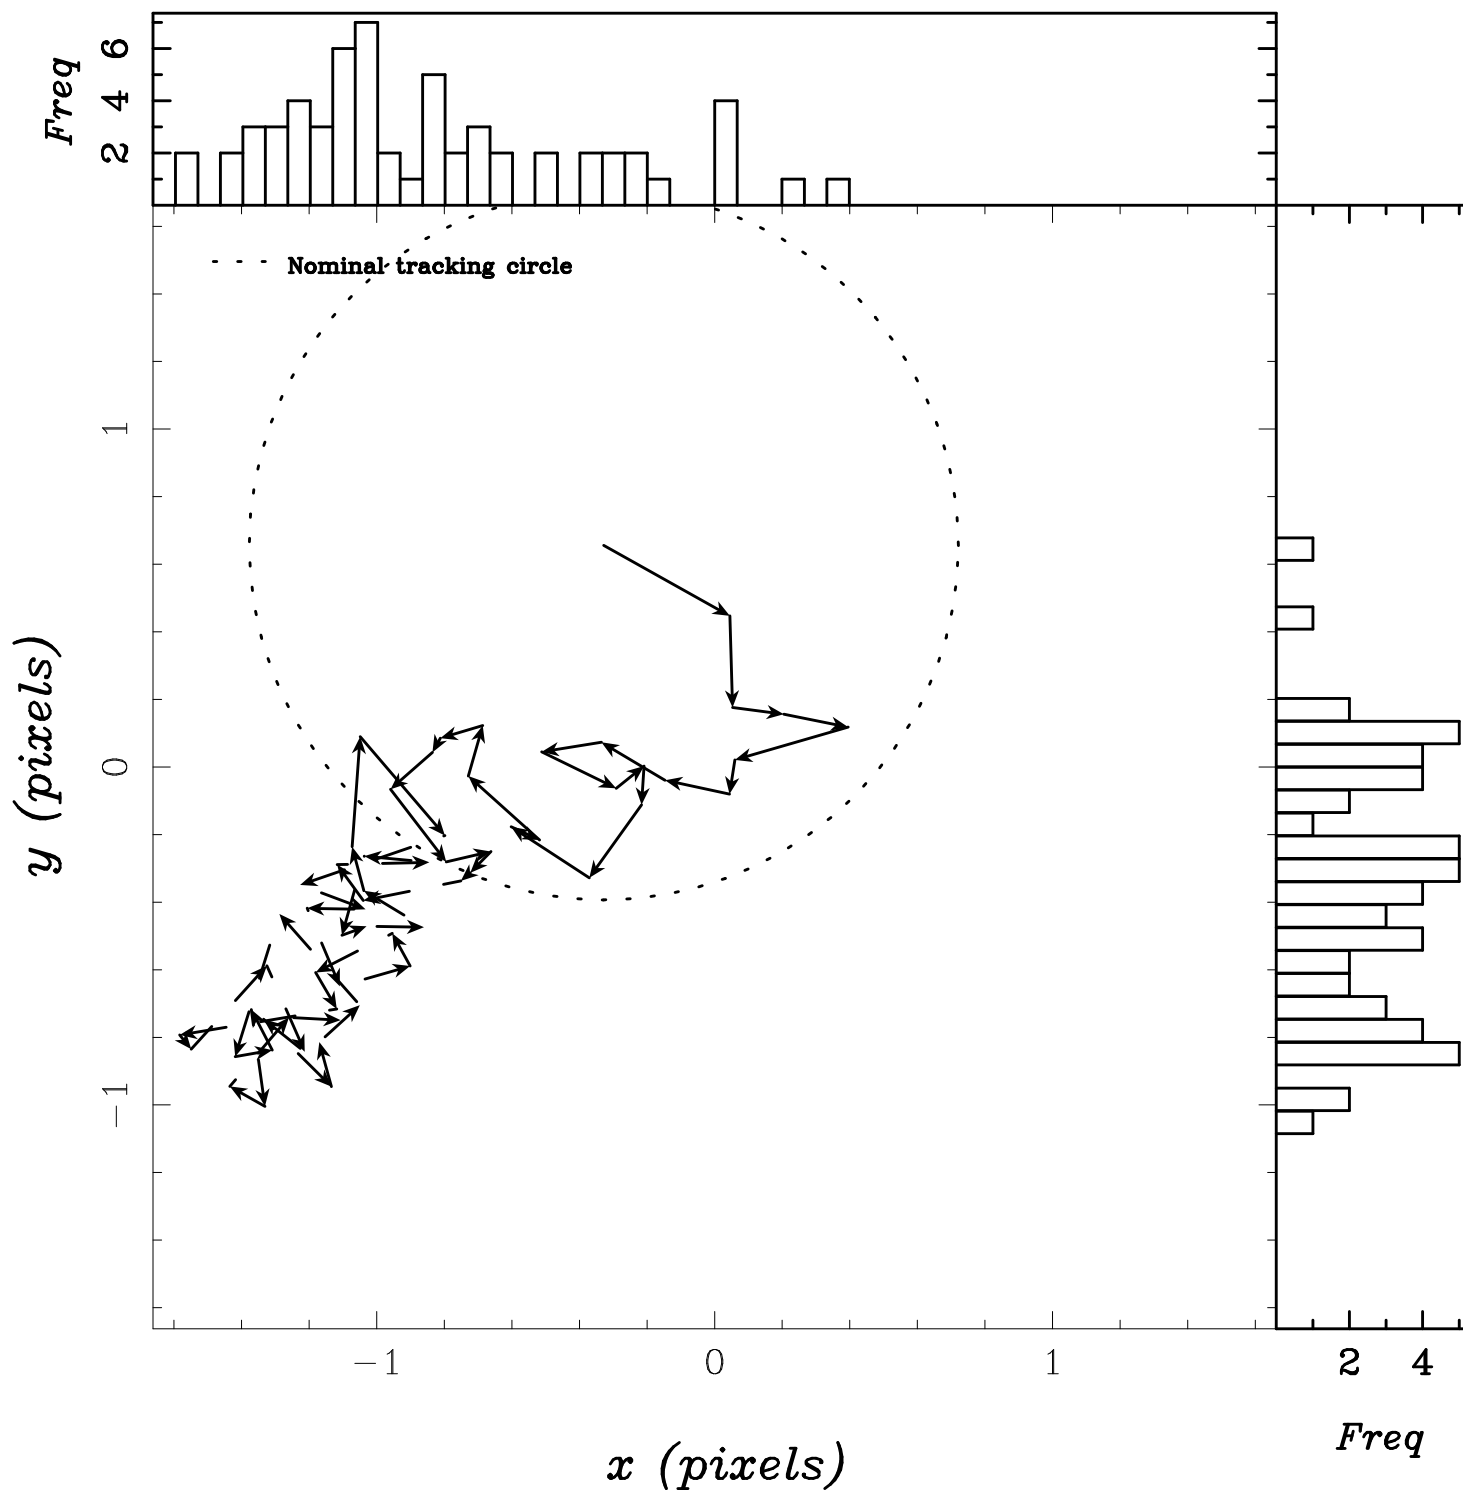 Freq
6
4
2
Nominal tracking circle
y (pixels)
1
0
−1
−1 0 1
2 4
Freq
x (pixels)